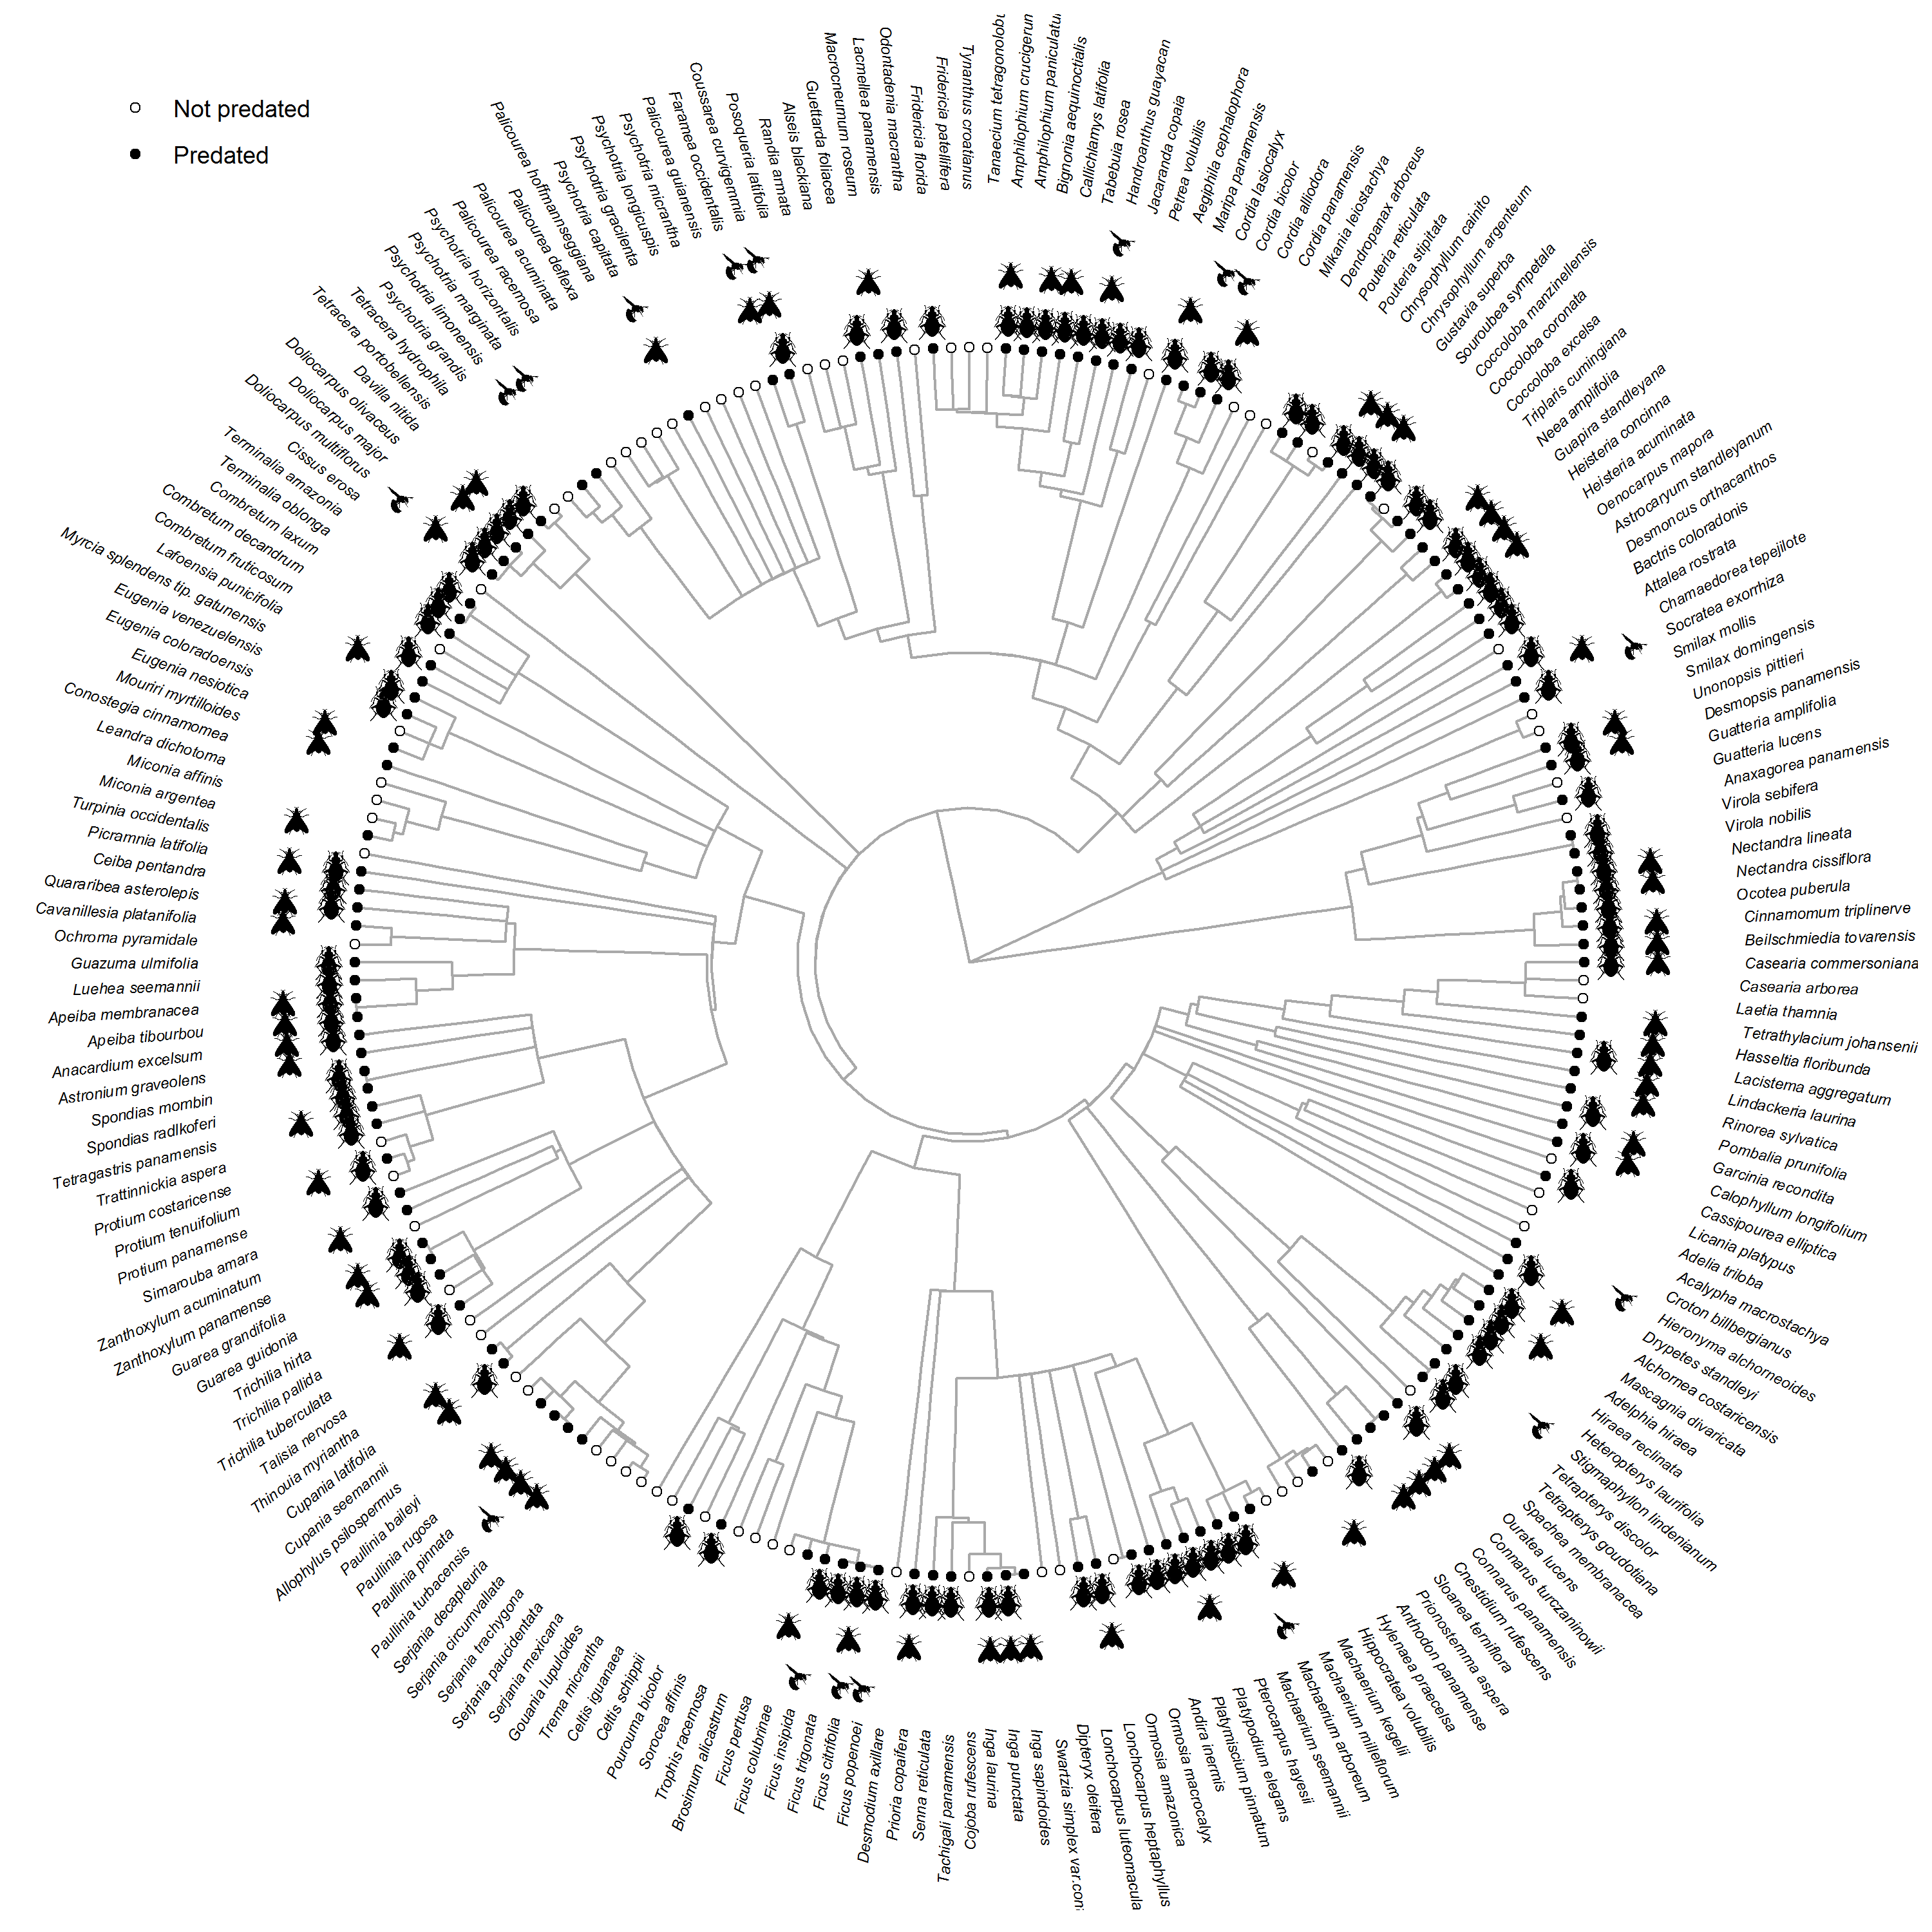 Not predated
Predated
Tynanthus croatianus
Tanaecium tetragonolobu
Amphilophium crucigerun
Amphilophium paniculatu
Bignonia aequinoctialis
Callichlamys latifolia
Tabebuia rosea
Handroanthus guayacan
Jacaranda copaia
Petrea volubilis
Aegiphila cephalophora
Maripa panamensis
Cordia lasiocalyx
Cordia bicolor
Cordia alliodora
Cordia panamensis
Mikania leiostachya
Dendropanax arboreus
Pouteria reticulata
Pouteria stipitata
Chrysophyllum cainito
Chrysophyllum argenteum
Gustavia superba
Souroubea sympetala
Coccoloba manzinellensis
Coccoloba coronata
Coccoloba excelsa
Triplaris cumingiana
Neea amplifolia
Guapira standleyana
Heisteria concinna
Heisteria acuminata
Oenocarpus mapora
Astrocaryum standleyanum
Desmoncus orthacanthos
Bactris coloradonis
Attalea rostrata
Chamaedorea tepejilote
Socratea exorrhiza
Smilax mollis
Smilax domingensis
Unonopsis pittieri
Desmopsis panamensis
Guatteria amplifolia
Guatteria lucens
Anaxagorea panamensis
Virola sebifera
Virola nobilis
Nectandra lineata
Nectandra cissiflora
Ocotea puberula
Cinnamomum triplinerve
Beilschmiedia tovarensis
Casearia commersoniana
Casearia arborea
Laetia thamnia
Tetrathylacium johansenii
Hasseltia floribunda
Lacistema aggregatum
Lindackeria laurina
Rinorea sylvatica
Pombalia prunifolia
Garcinia recondita
Calophyllum longifolium
Cassipourea elliptica
Licania platypus
Adelia triloba
Acalypha macrostachya
Croton billbergianus
Hieronyma alchorneoides
Drypetes standleyi
Alchornea costaricensis
Mascagnia divaricata
Adelphia hiraea
Hiraea reclinata
Heteropterys laurifolia
Stigmaphyllon lindenianum
Tetrapterys discolor
Tetrapterys goudotiana
Spachea membranacea
Ouratea lucens
Connarus turczaninowii
Connarus panamensis
Cnestidium rufescens
Sloanea terniflora
Prionostemma aspera
Anthodon panamense
Hylenaea praecelsa
Hippocratea volubilis
Machaerium kegelii
Machaerium milleflorum
Machaerium arboreum
Machaerium seemannii
Pterocarpus hayesii
Platypodium elegans
Platymiscium pinnatum
Andira inermis
Ormosia macrocalyx
Ormosia amazonica
Lonchocarpus heptaphyllus
Lonchocarpus luteomacula
Dipteryx oleifera
Swartzia simplex var.con
Inga sapindoides
Inga punctata
Inga laurina
Cojoba rufescens
Tachigali panamensis
Senna reticulata
Prioria copaifera
Desmodium axillare
Ficus popenoei
Ficus citrifolia
Ficus trigonata
Ficus insipida
Ficus colubrinae
Ficus pertusa
Brosimum alicastrum
Trophis racemosa
Sorocea affinis
Pourouma bicolor
Celtis schippii
Celtis iguanaea
Trema micrantha
Gouania lupuloides
Serjania mexicana
Serjania paucidentata
Serjania trachygona
Serjania circumvallata
Serjania decapleuria
Paullinia turbacensis
Paullinia pinnata
Paullinia rugosa
Paullinia baileyi
Allophylus psilospermus
Cupania seemannii
Cupania latifolia
Thinouia myriantha
Talisia nervosa
Trichilia tuberculata
Trichilia pallida
Trichilia hirta
Guarea guidonia
Guarea grandifolia
Zanthoxylum panamense
Zanthoxylum acuminatum
Simarouba amara
Protium panamense
Protium tenuifolium
Protium costaricense
Trattinnickia aspera
Tetragastris panamensis
Spondias radlkoferi
Spondias mombin
Astronium graveolens
Anacardium excelsum
Apeiba tibourbou
Apeiba membranacea
Luehea seemannii
Guazuma ulmifolia
Ochroma pyramidale
Cavanillesia platanifolia
Quararibea asterolepis
Ceiba pentandra
Picramnia latifolia
Turpinia occidentalis
Miconia argentea
Miconia affinis
Leandra dichotoma
Conostegia cinnamomea
Mouriri myrtilloides
Eugenia nesiotica
Eugenia coloradoensis
Eugenia venezuelensis
Myrcia splendens tip. gatunensis
Lafoensia punicifolia
Combretum fruticosum
Combretum decandrum
Combretum laxum
Terminalia oblonga
Terminalia amazonia
Cissus erosa
Doliocarpus multiflorus
Doliocarpus major
Doliocarpus olivaceus
Davilla nitida
Tetracera portobellensis
Tetracera hydrophila
Psychotria grandis
Psychotria limonensis
Psychotria marginata
Psychotria horizontalis
Palicourea racemosa
Palicourea acuminata
Palicourea deflexa
Palicourea hoffmannseggiana
Psychotria capitata
Psychotria gracilenta
Psychotria longicuspis
Psychotria micrantha
Palicourea guianensis
Faramea occidentalis
Coussarea curvigemmia
Posoqueria latifolia
Randia armata
Alseis blackiana
Guettarda foliacea
Macrocneumum roseum
Lacmellea panamensis
Odontadenia macrantha
Fridericia florida
Fridericia patellifera